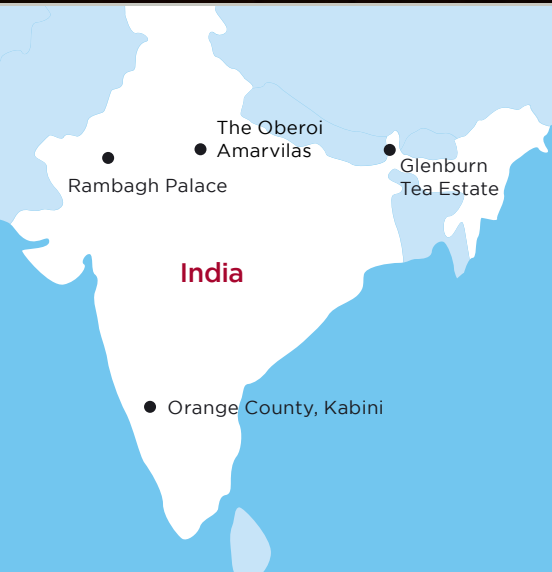 The Oberoi
Amarvilas
Rambagh Palace
Glenburn
Tea Estate
India
Orange County, Kabini